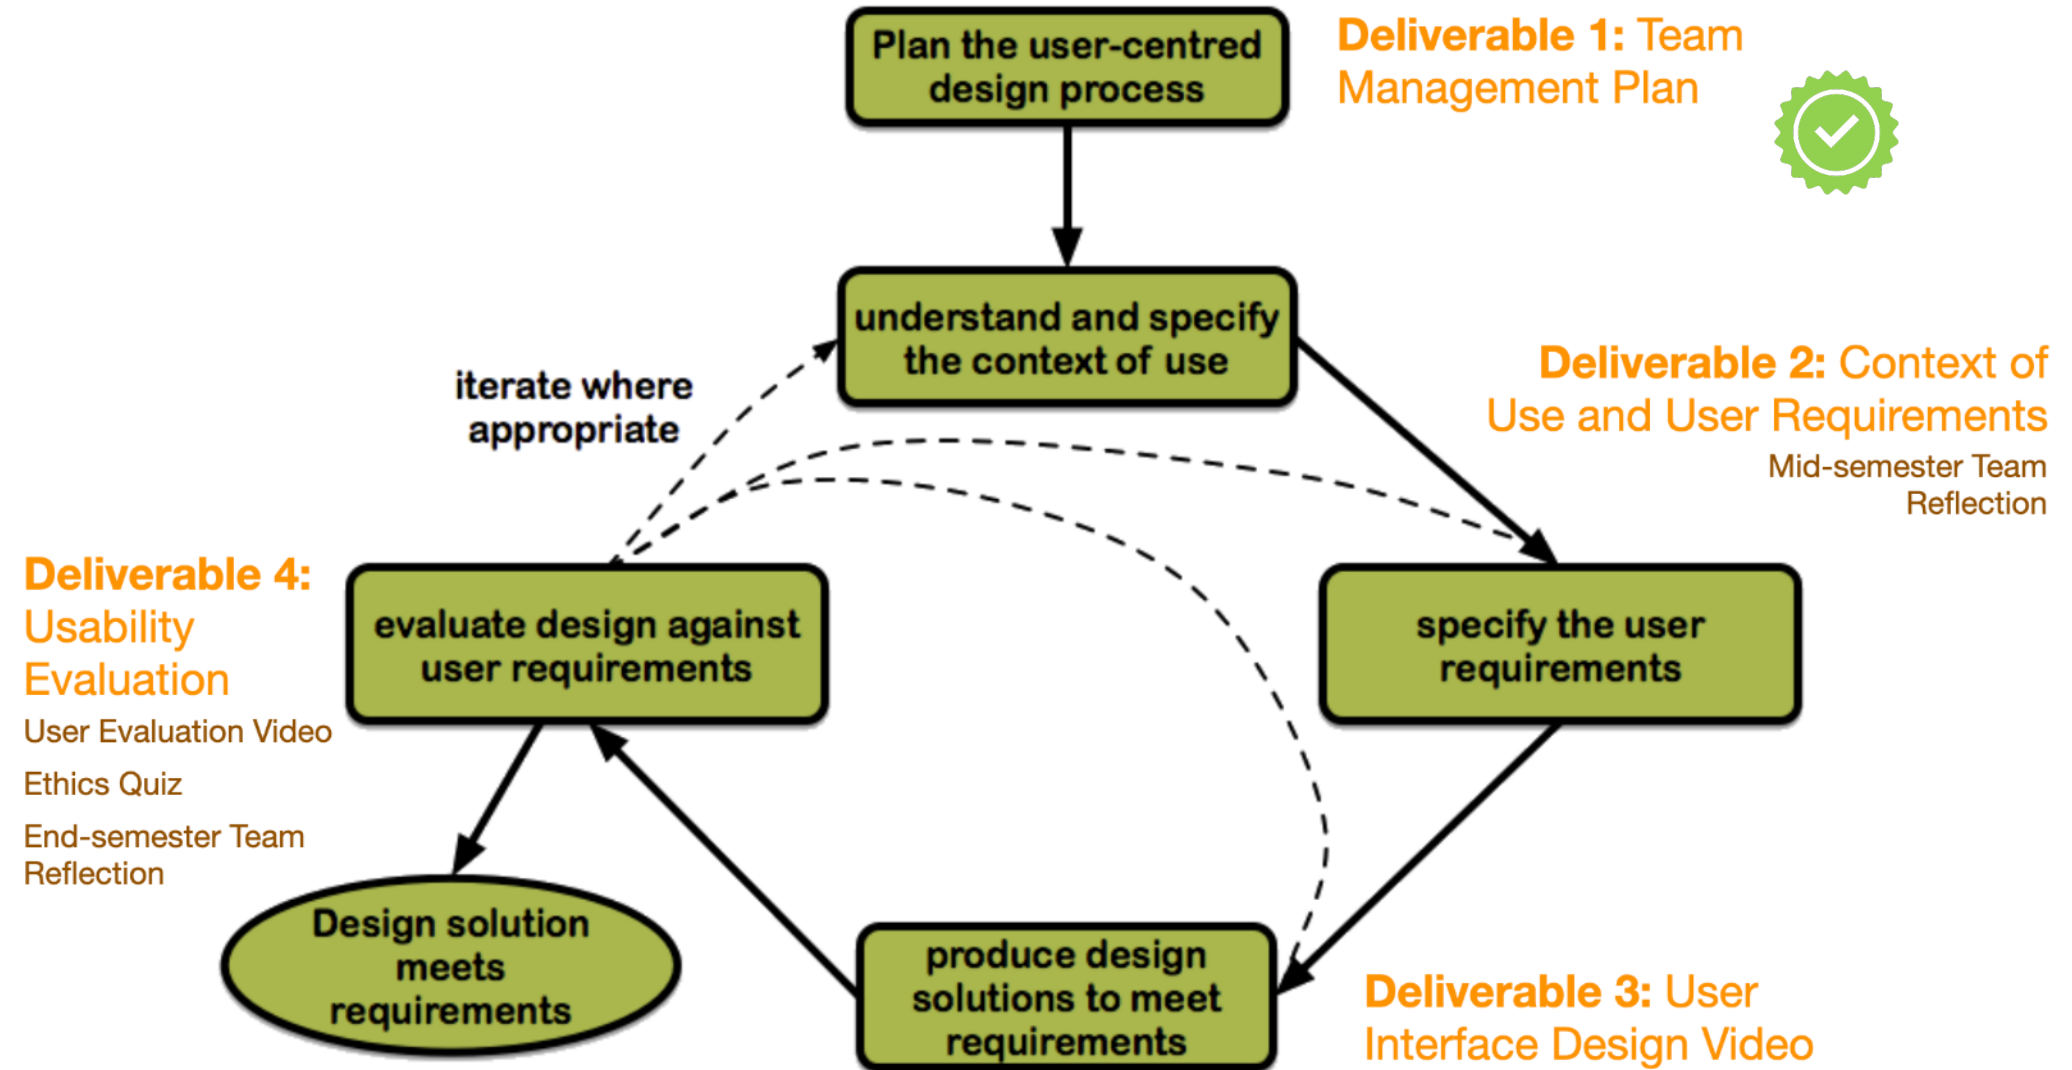 Plan the user-centred
design process
Deliverable 1: Team
Management Plan
understand and specify
the context of use
iterate where
appropriate
Deliverable 2: Context of
Use and User Requirements
Mid-semester Team
Reflection
Deliverable 4:
Usability
Evaluation
User Evaluation Video
Ethics Quiz
End-semester Team
Reflection
evaluate design against
user requirements
specify the user
requirements
Design solution
meets
requirements
produce design
solutions to meet
requirements
Deliverable 3: User
Interface Design Video